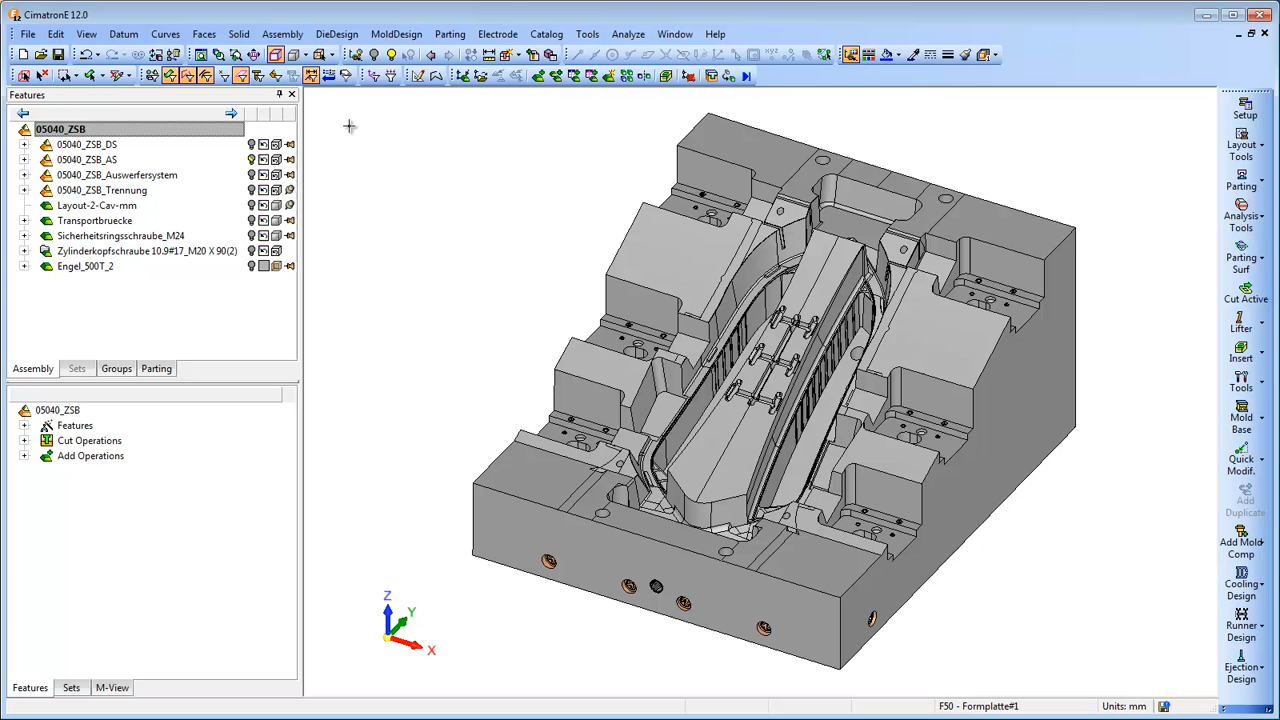 CimatronE 12.0
File Edit View Datum Curves Faces Solid Assembly DieDesign MoldDesign Parting Electrode Catalog Tools Analyze Window Help
Features
05040_ZSB
05040_ZSB_DS
05040_ZSB_AS
05040_ZSB_Auswerfersystem
05040_ZSB_Trennung
Layout-2-Cav-mm
Transportbruecke
Sicherheitsringsschraube_M24
Zylinderkopfschraube 10.9#17_M20 X 90(2)
Engel_500T_2
Assembly Sets Groups Parting
05040_ZSB
Features
Cut Operations
Add Operations
Features Sets M-View
Z
Y
X
Setup
Layout
Tools
Parting
Analysis
Tools
Parting
Surf
Cut Active
Lifter
Insert
Tools
Mold
Base
Quick
Modif.
Add
Duplicate
Add Mold
Comp
Cooling
Design
Runner
Design
Ejection
Design
F50 - Formplatte#1
Units: mm